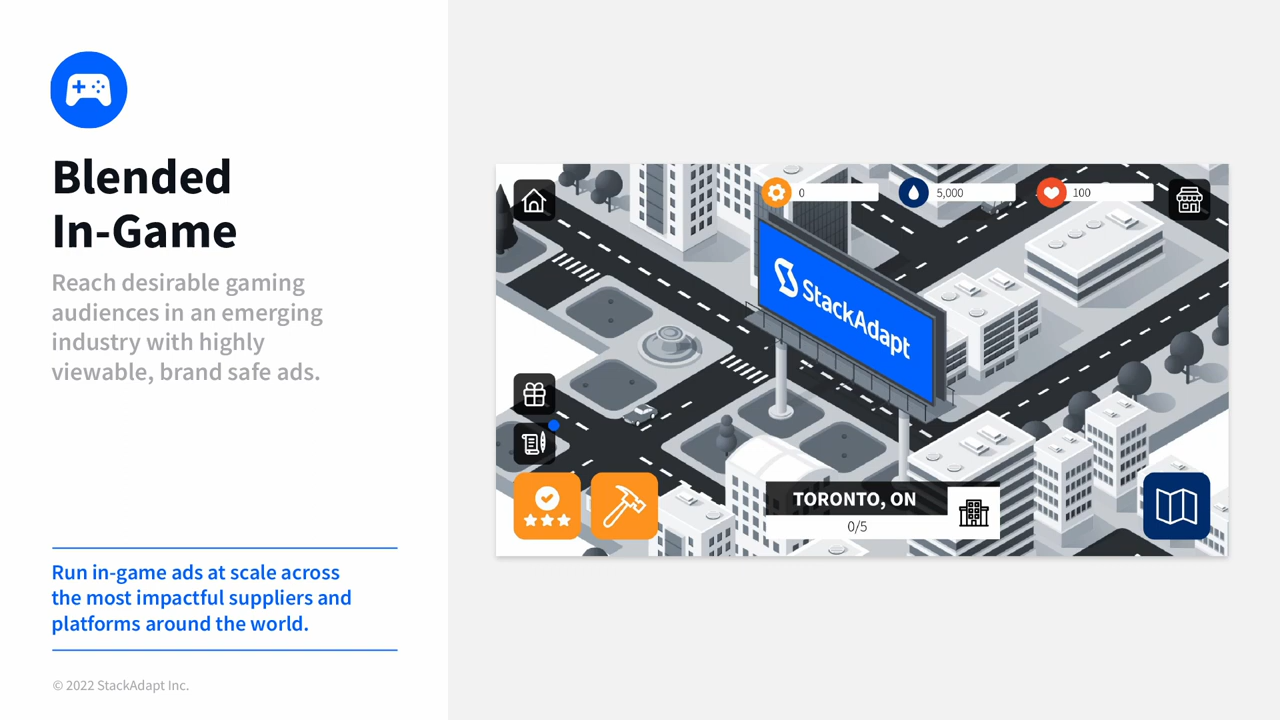 Blended
In-Game
Reach desirable gaming
audiences in an emerging
industry with highly
viewable, brand safe ads.
Run in-game ads at scale across
the most impactful suppliers and
platforms around the world.
© 2022 StackAdapt Inc.
0
5,000
100
StackAdapt
TORONTO, ON
0/5